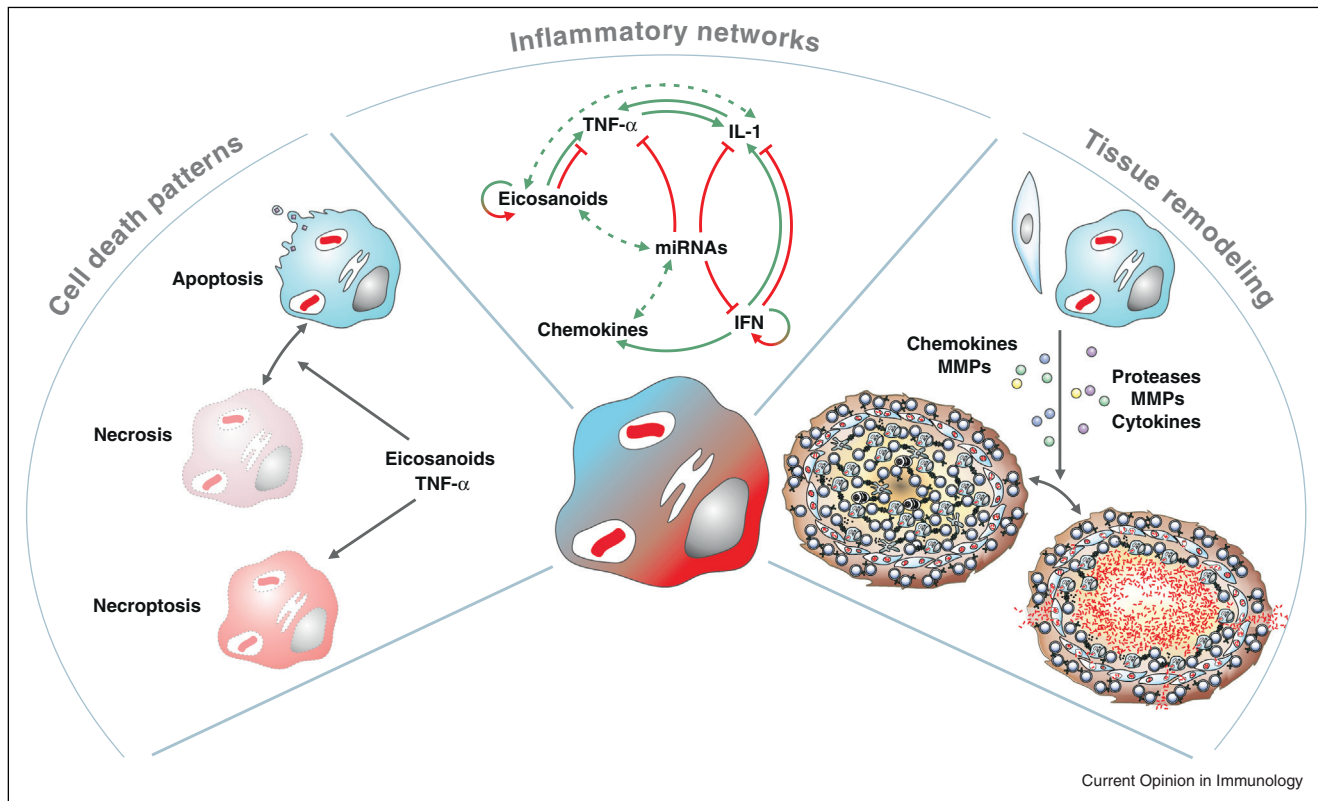 Inflammatory networks
Cell death patterns
Tissue remodeling
Apoptosis
Necrosis
Necroptosis
Eicosanoids
TNF-α
TNF-α
IL-1
Eicosanoids
miRNAs
Chemokines
IFN
Chemokines
MMPs
Proteases
MMPs
Cytokines
Current Opinion in Immunology